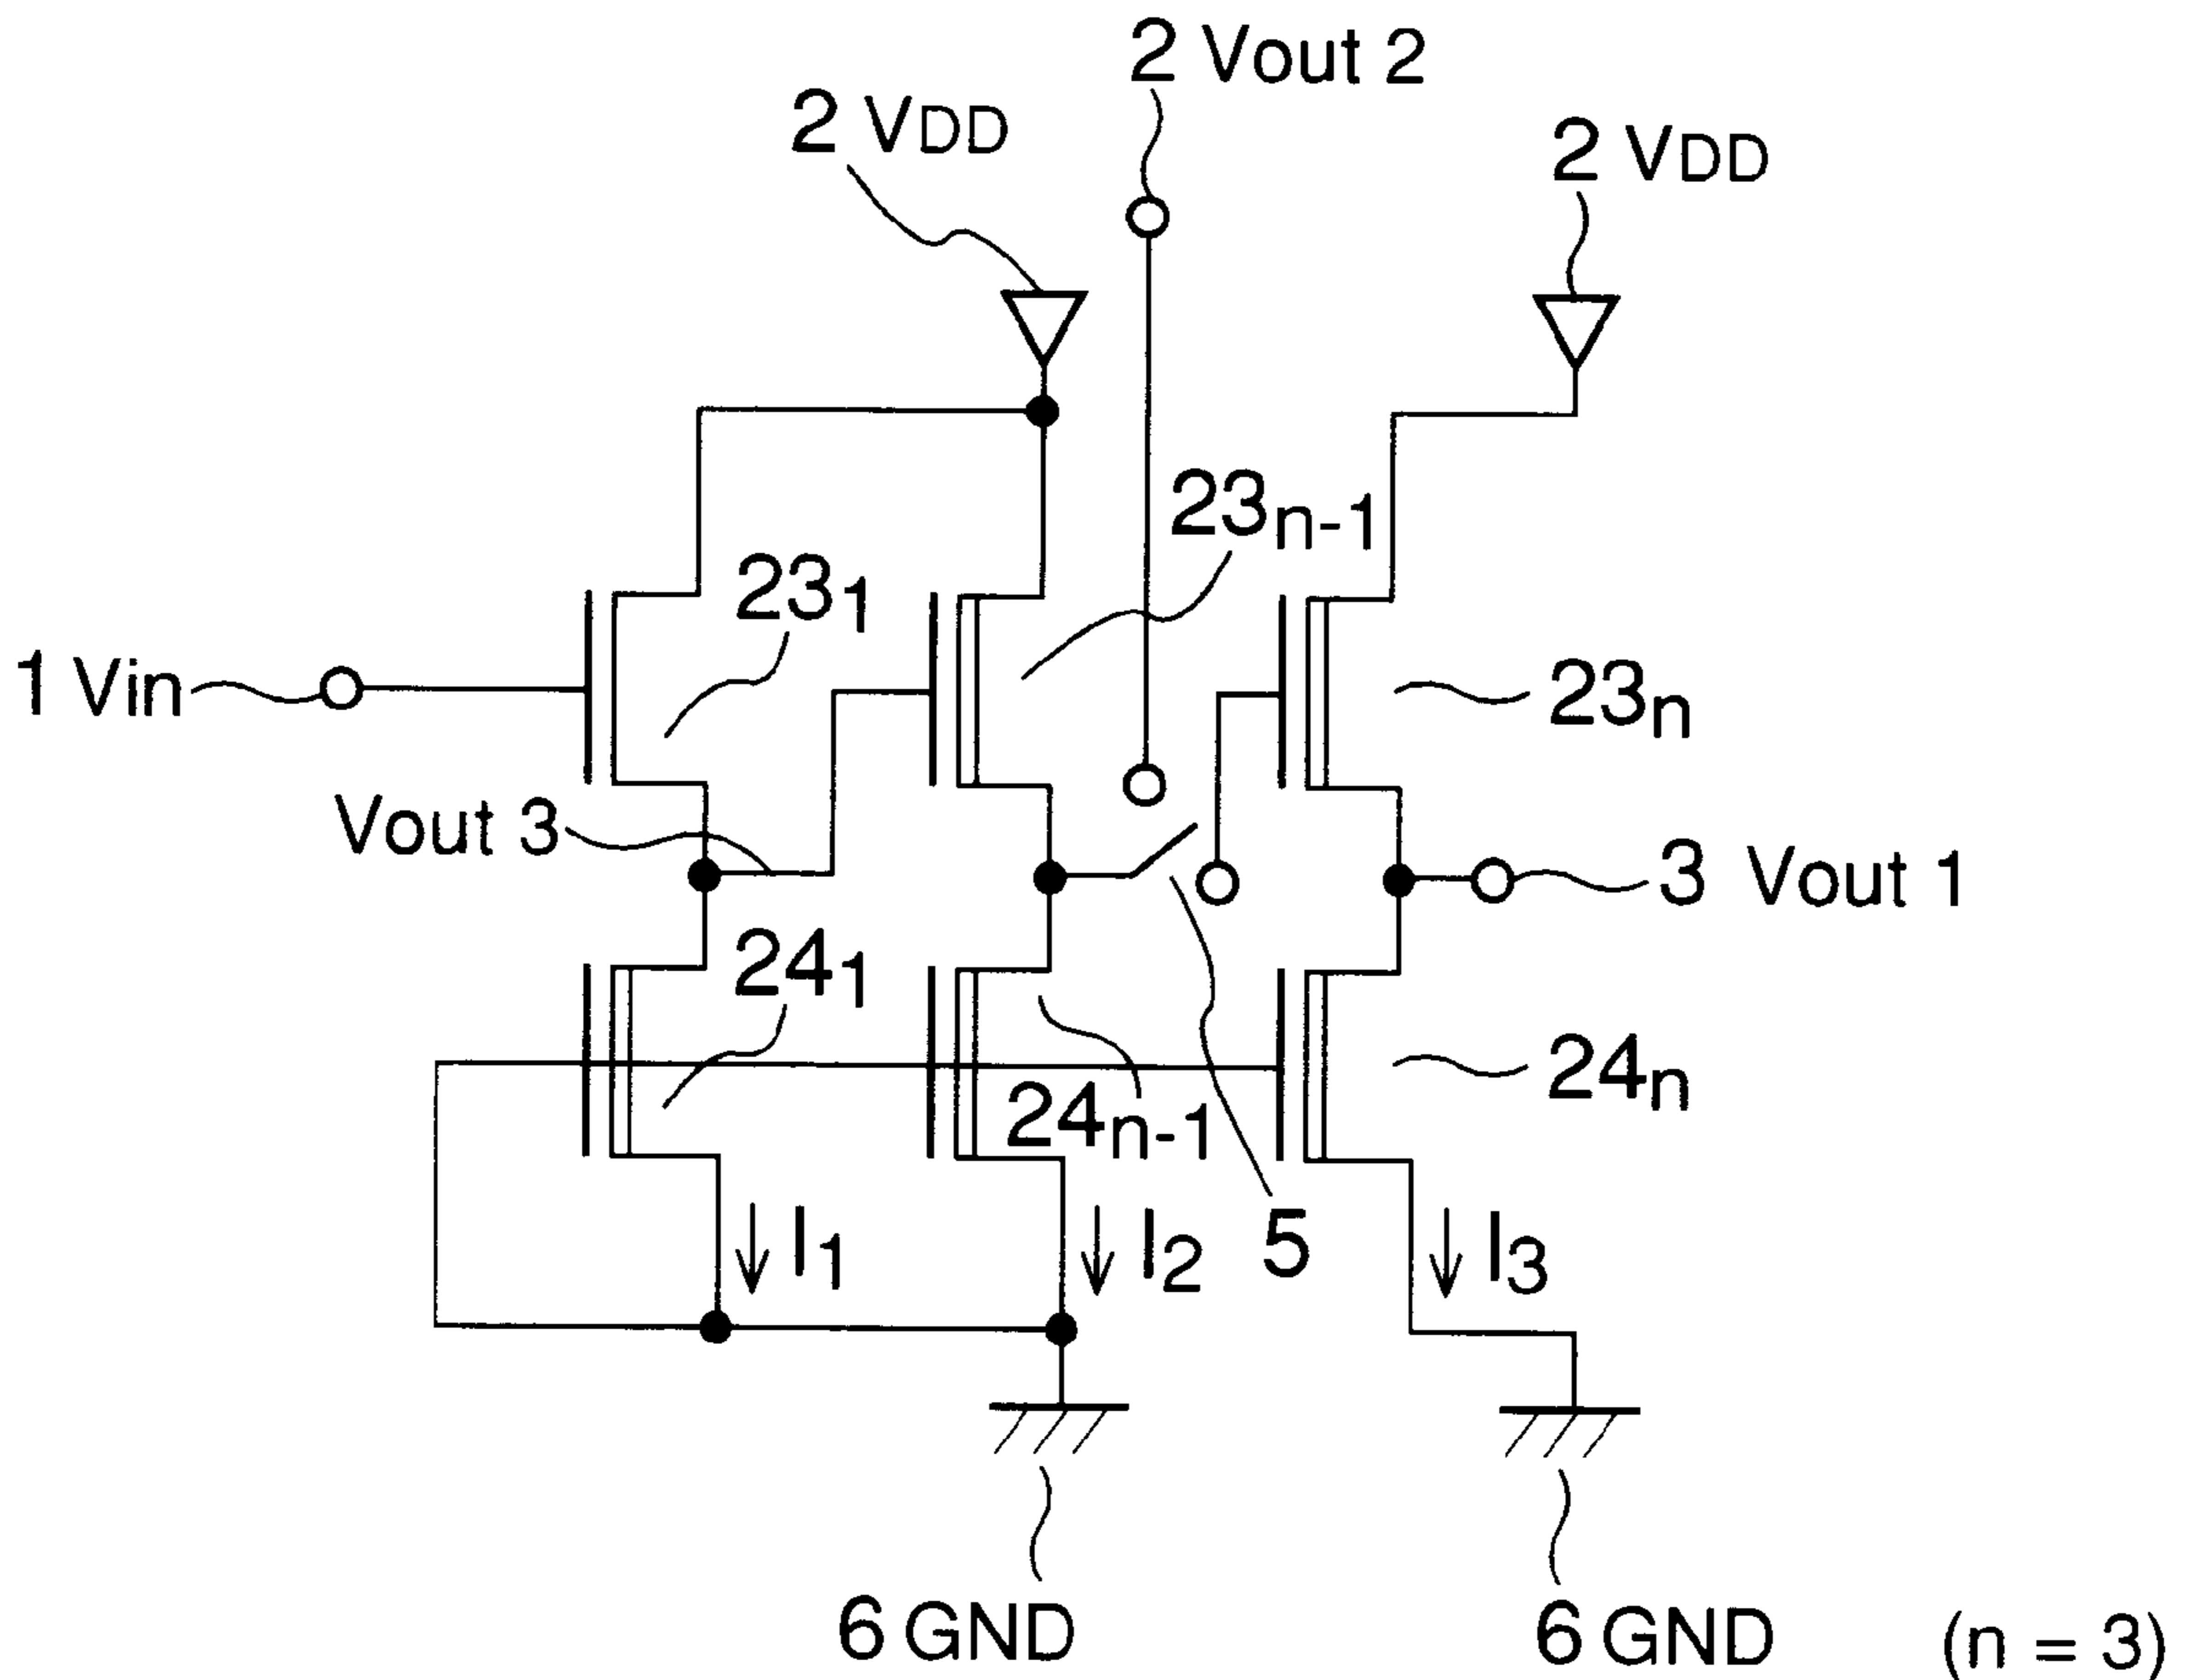 2 Vout 2
2 VDD
2 VDD
23n-1
231
1 Vin
23n
Vout 3
3 Vout 1
241
24n
24n-1
I1
I2
5
I3
6 GND
6 GND
(n = 3)